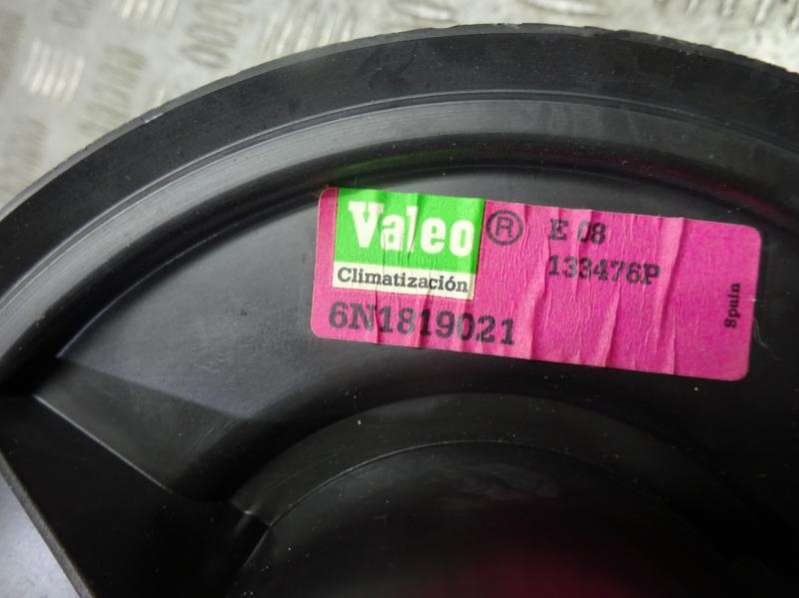 Valeo ® E 08
Climatización 133476P
6N1819021
Spain